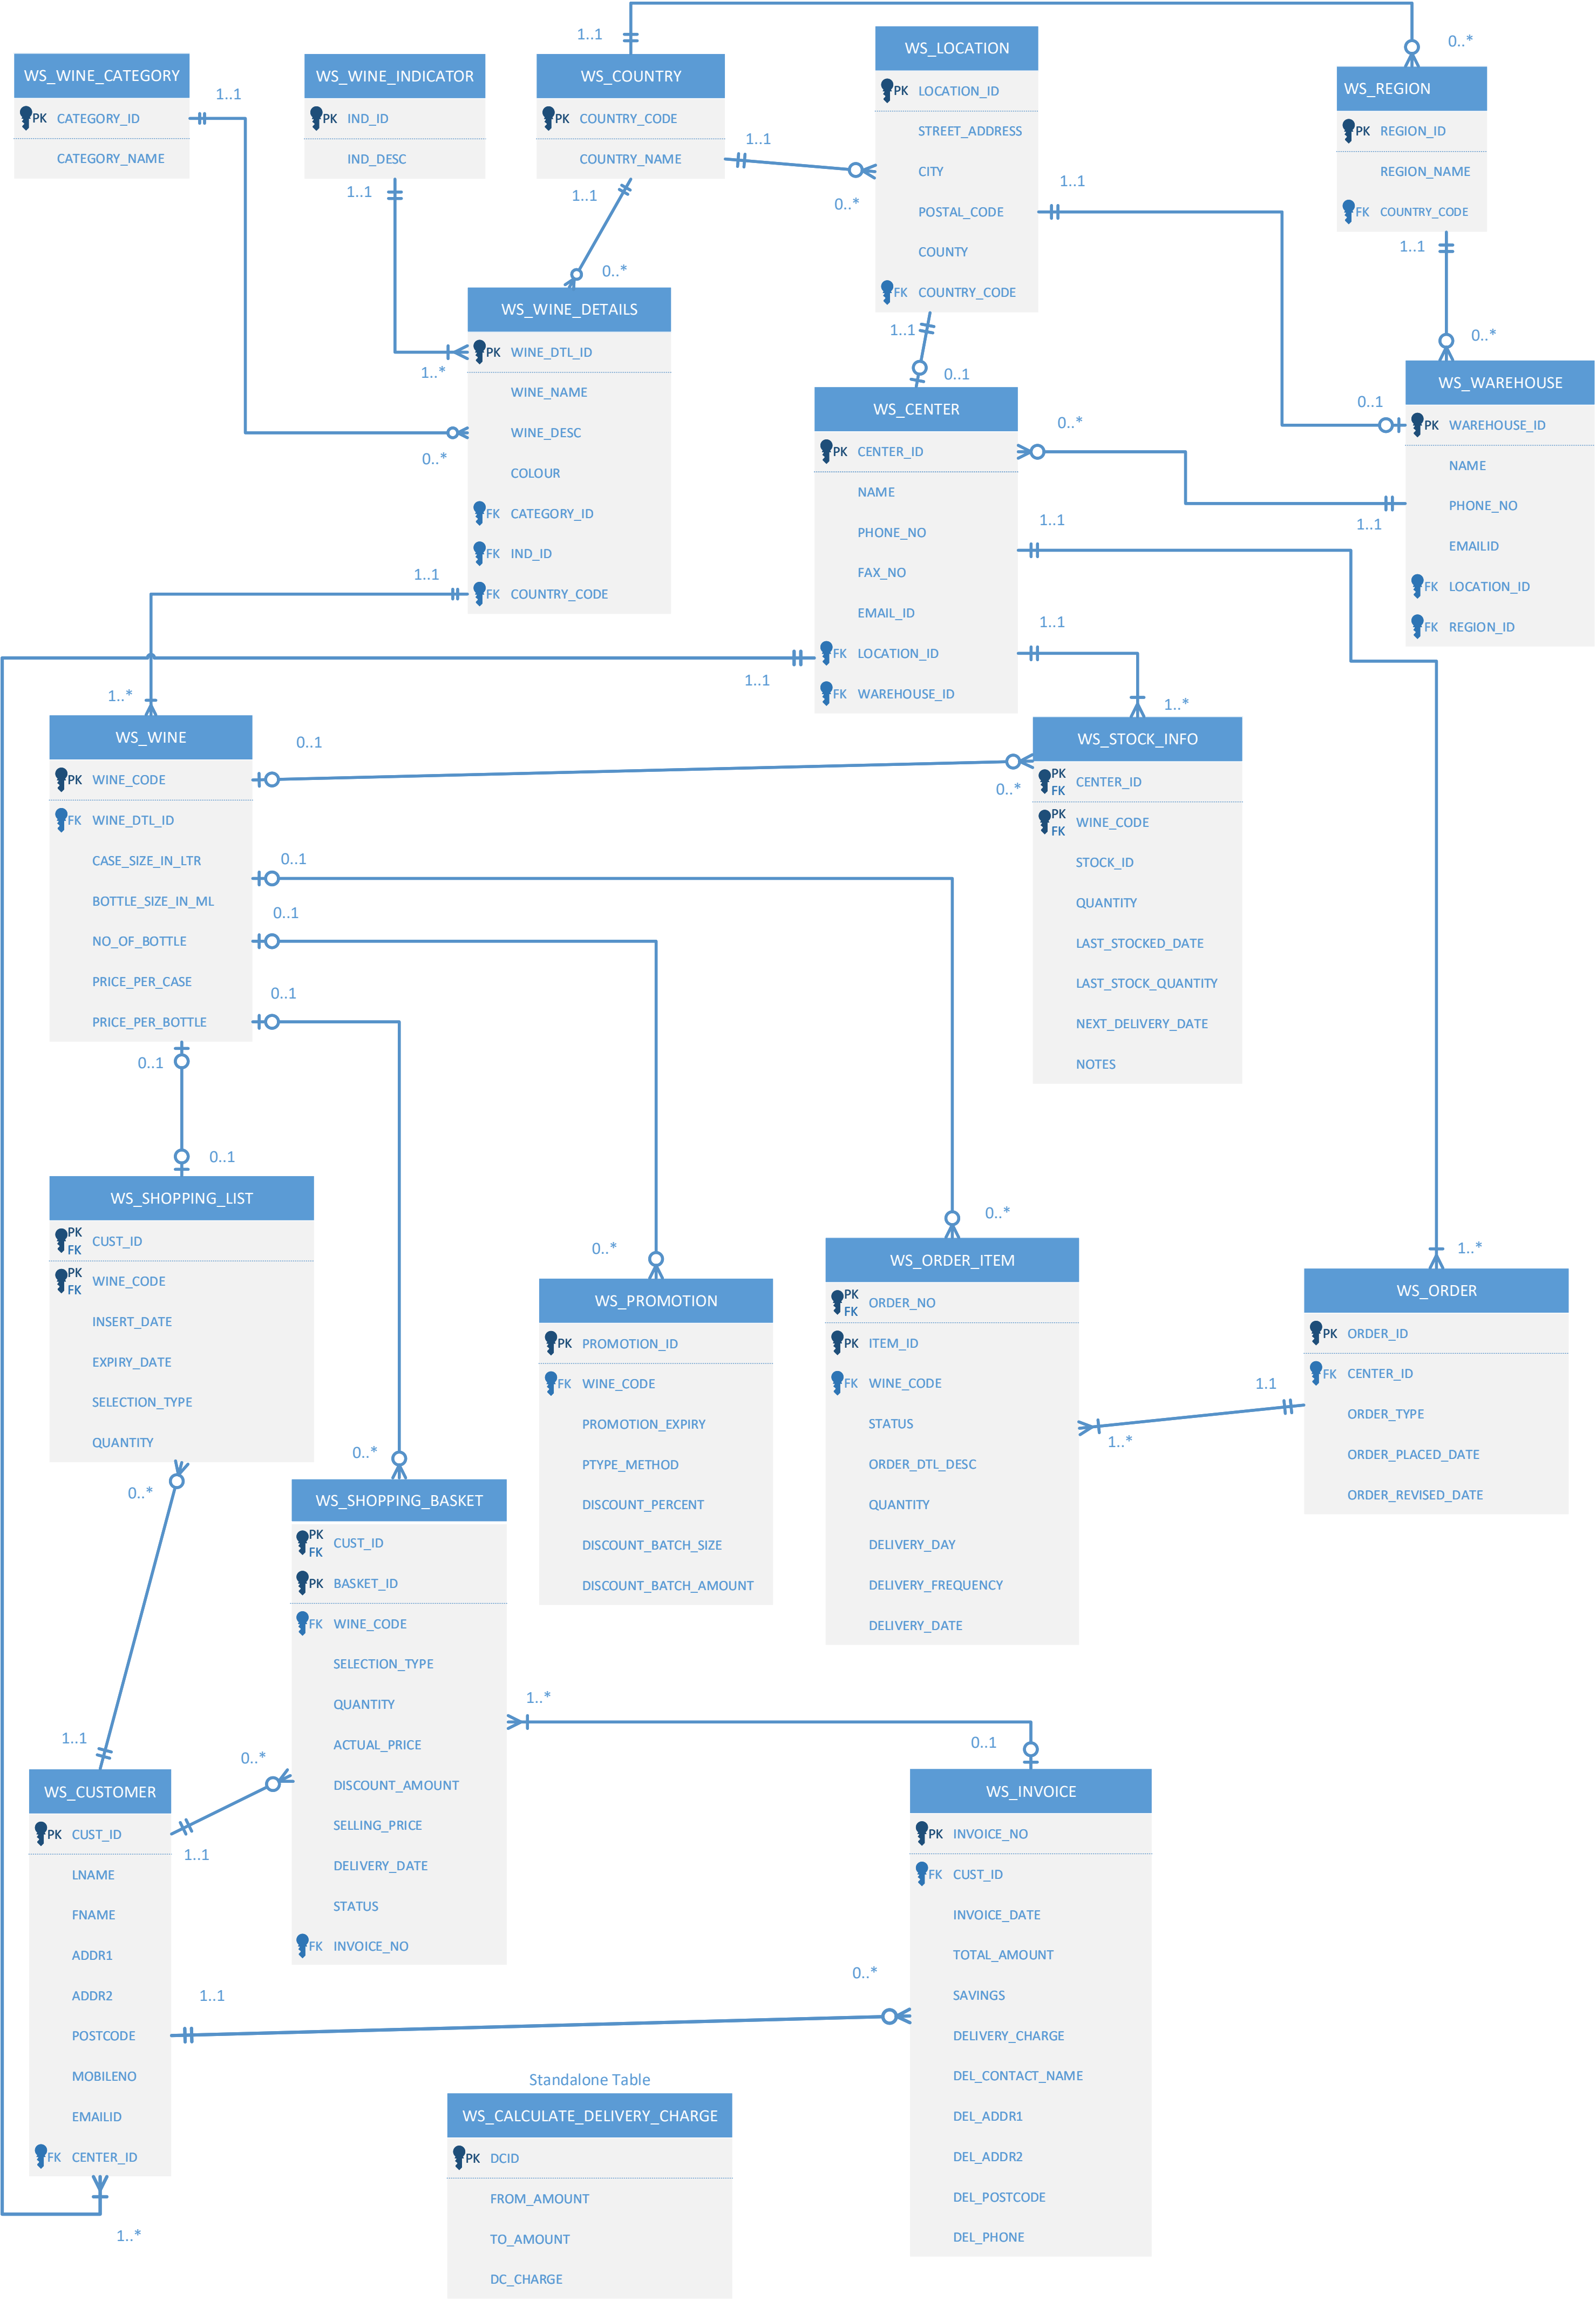 1..1
0..*
WS_WINE_CATEGORY
PK CATEGORY_ID
CATEGORY_NAME
1..1
WS_WINE_INDICATOR
PK IND_ID
IND_DESC
1..1
WS_COUNTRY
PK COUNTRY_CODE
COUNTRY_NAME
1..1
1..1
WS_LOCATION
PK LOCATION_ID
STREET_ADDRESS
CITY
POSTAL_CODE
COUNTY
FK COUNTRY_CODE
0..*
1..1
1..1
WS_REGION
PK REGION_ID
REGION_NAME
FK COUNTRY_CODE
1..1
0..*
WS_WINE_DETAILS
PK WINE_DTL_ID
WINE_NAME
WINE_DESC
COLOUR
FK CATEGORY_ID
FK IND_ID
FK COUNTRY_CODE
0..*
1..*
0..*
1..1
WS_CENTER
PK CENTER_ID
NAME
PHONE_NO
FAX_NO
EMAIL_ID
FK LOCATION_ID
FK WAREHOUSE_ID
0..1
0..*
1..1
1..1
1..1
WS_WAREHOUSE
PK WAREHOUSE_ID
NAME
PHONE_NO
EMAILID
FK LOCATION_ID
FK REGION_ID
0..1
1..1
1..*
WS_WINE
PK WINE_CODE
FK WINE_DTL_ID
CASE_SIZE_IN_LTR
BOTTLE_SIZE_IN_ML
NO_OF_BOTTLE
PRICE_PER_CASE
PRICE_PER_BOTTLE
0..1
0..1
0..1
0..1
0..1
1..*
0..*
WS_STOCK_INFO
PK
FK CENTER_ID
PK
FK WINE_CODE
STOCK_ID
QUANTITY
LAST_STOCKED_DATE
LAST_STOCK_QUANTITY
NEXT_DELIVERY_DATE
NOTES
0..1
WS_SHOPPING_LIST
PK
FK CUST_ID
PK
FK WINE_CODE
INSERT_DATE
EXPIRY_DATE
SELECTION_TYPE
QUANTITY
0..*
0..*
WS_PROMOTION
PK PROMOTION_ID
FK WINE_CODE
PROMOTION_EXPIRY
PTYPE_METHOD
DISCOUNT_PERCENT
DISCOUNT_BATCH_SIZE
DISCOUNT_BATCH_AMOUNT
0..*
WS_ORDER_ITEM
PK
FK ORDER_NO
PK ITEM_ID
FK WINE_CODE
STATUS
ORDER_DTL_DESC
QUANTITY
DELIVERY_DAY
DELIVERY_FREQUENCY
DELIVERY_DATE
1..*
1.1
1..*
WS_ORDER
PK ORDER_ID
FK CENTER_ID
ORDER_TYPE
ORDER_PLACED_DATE
ORDER_REVISED_DATE
0..*
WS_SHOPPING_BASKET
PK
FK CUST_ID
PK BASKET_ID
FK WINE_CODE
SELECTION_TYPE
QUANTITY
ACTUAL_PRICE
DISCOUNT_AMOUNT
SELLING_PRICE
DELIVERY_DATE
STATUS
FK INVOICE_NO
1..*
0..1
1..1
0..*
WS_CUSTOMER
PK CUST_ID
LNAME
FNAME
ADDR1
ADDR2
POSTCODE
MOBILENO
EMAILID
FK CENTER_ID
1..1
1..1
1..*
0..*
WS_INVOICE
PK INVOICE_NO
FK CUST_ID
INVOICE_DATE
TOTAL_AMOUNT
SAVINGS
DELIVERY_CHARGE
DEL_CONTACT_NAME
DEL_ADDR1
DEL_ADDR2
DEL_POSTCODE
DEL_PHONE
Standalone Table
WS_CALCULATE_DELIVERY_CHARGE
PK DCID
FROM_AMOUNT
TO_AMOUNT
DC_CHARGE